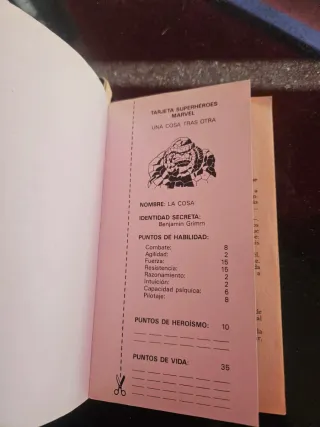 TARJETA SUPERHEROES
MARVEL
UNA COSA TRAS OTRA
NOMBRE: LA COSA
IDENTIDAD SECRETA:
Benjamin Grimm
PUNTOS DE HABILIDAD:
Combate: 8
Agilidad: 2
Fuerza: 15
Resistencia: 15
Razonamiento: 2
Intuición: 2
Capacidad psíquica: 6
Pilotaje: 8
PUNTOS DE HEROÍSMO: 10
PUNTOS DE VIDA: 35